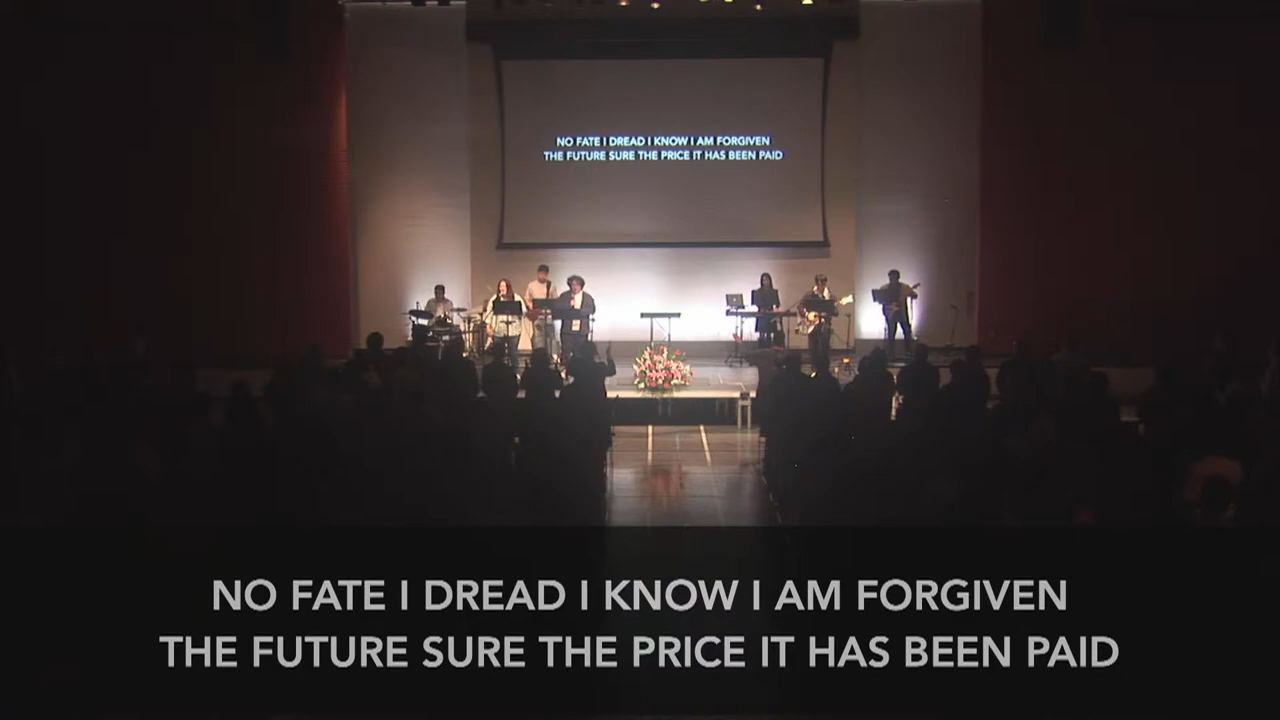 NO FATE I DREAD I KNOW I AM FORGIVEN
THE FUTURE SURE THE PRICE IT HAS BEEN PAID
NO FATE I DREAD I KNOW I AM FORGIVEN
THE FUTURE SURE THE PRICE IT HAS BEEN PAID